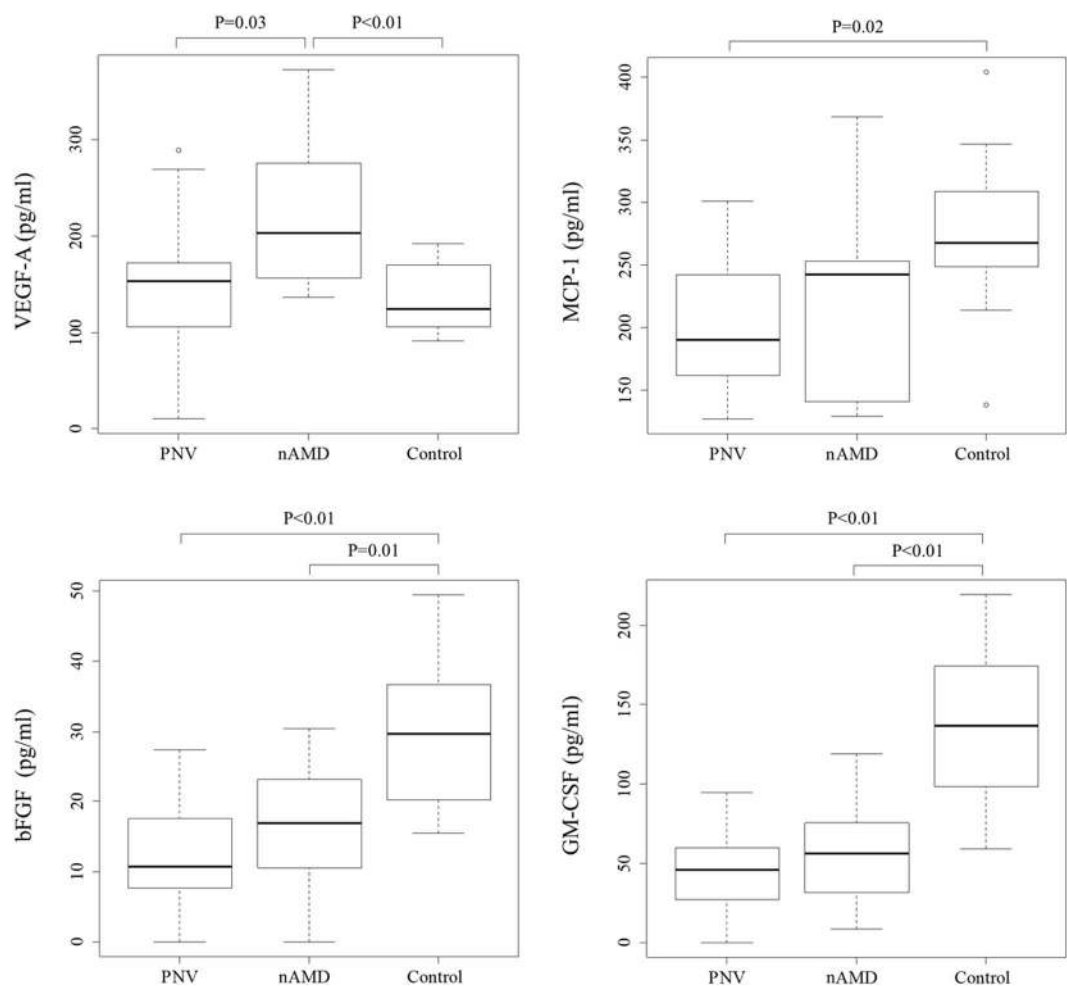 P=0.03 P<0.01
VEGF-A (pg/ml)
300
200
100
0
PNV nAMD Control
P=0.02
MCP-1 (pg/ml)
400
350
300
250
200
150
PNV nAMD Control
P<0.01
P=0.01
bFGF (pg/ml)
50
40
30
20
10
0
PNV nAMD Control
P<0.01
P<0.01
GM-CSF (pg/ml)
200
150
100
50
0
PNV nAMD Control